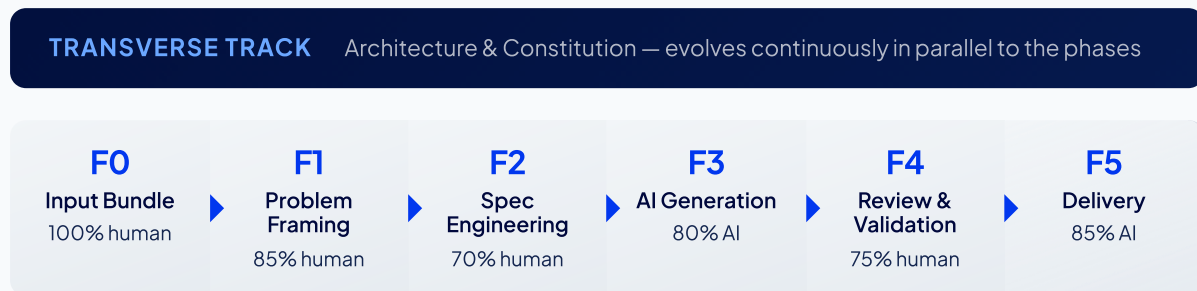 TRANSVERSE TRACK Architecture & Constitution — evolves continuously in parallel to the phases
F0
Input Bundle
100% human
F1
Problem
Framing
85% human
F2
Spec
Engineering
70% human
F3
AI Generation
80% AI
F4
Review &
Validation
75% human
F5
Delivery
85% AI